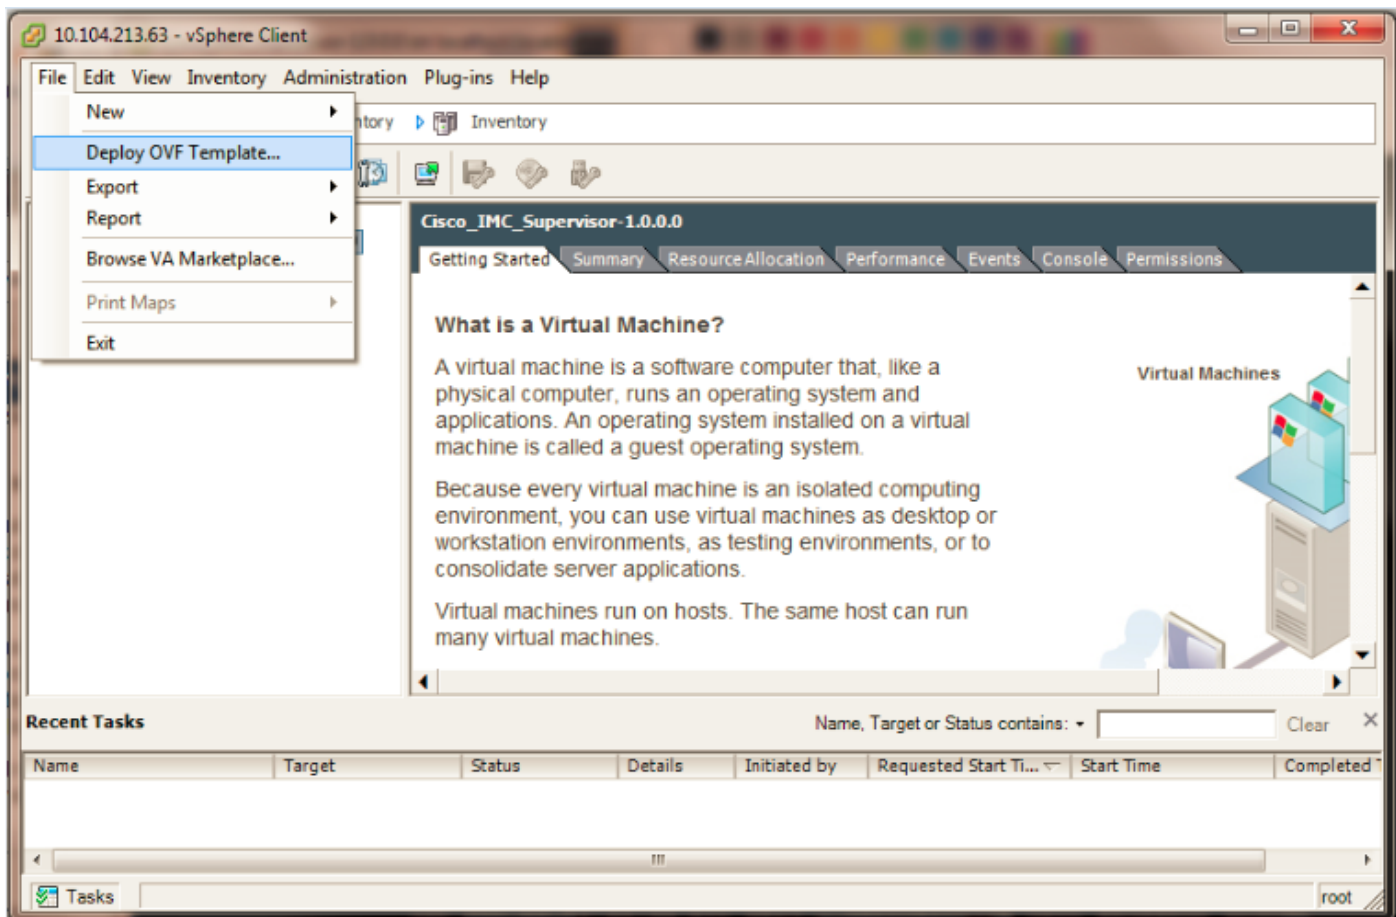 10.104.213.63 - vSphere Client
File Edit View Inventory Administration Plug-ins Help
New
ntory Inventory
Deploy OVF Template...
Export
Report
Browse VA Marketplace...
Print Maps
Exit
Cisco_IMC_Supervisor-1.0.0.0
Getting Started Summary Resource Allocation Performance Events Console Permissions
What is a Virtual Machine?
A virtual machine is a software computer that, like a
physical computer, runs an operating system and
applications. An operating system installed on a virtual
machine is called a guest operating system.
Because every virtual machine is an isolated computing
environment, you can use virtual machines as desktop or
workstation environments, as testing environments, or to
consolidate server applications.
Virtual machines run on hosts. The same host can run
many virtual machines.
Virtual Machines
Recent Tasks
Name, Target or Status contains:
Clear
Name Target Status Details Initiated by Requested Start Ti... Start Time Completed T
Tasks
root